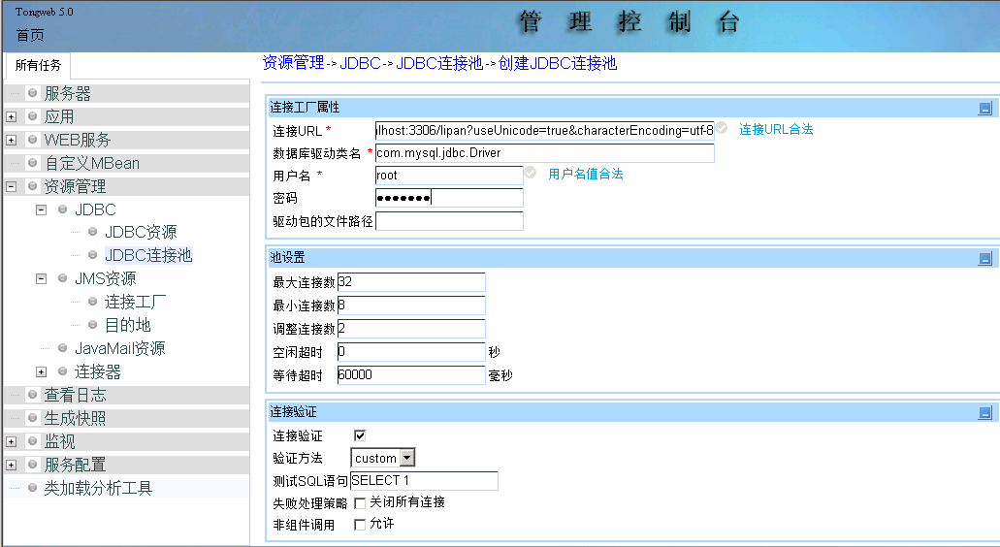 Tongweb 5.0
首页
管理控制台
所有任务
服务器
应用
WEB服务
自定义MBean
资源管理
JDBC
JDBC资源
JDBC连接池
JMS资源
连接工厂
目的地
JavaMail资源
连接器
查看日志
生成快照
监视
服务配置
类加载分析工具
资源管理->JDBC->JDBC连接池->创建JDBC连接池
连接工厂属性
连接URL * lhost:3306/lipan?useUnicode=true&characterEncoding=utf-8 连接URL合法
数据库驱动类名 * com.mysql.jdbc.Driver
用户名 * root 用户名值合法
密码 ●●●●●●●
驱动包的文件路径
池设置
最大连接数 32
最小连接数 8
调整连接数 2
空闲超时 0 秒
等待超时 60000 毫秒
连接验证
连接验证
验证方法 custom
测试SQL语句 SELECT 1
失败处理策略 关闭所有连接
非组件调用 允许